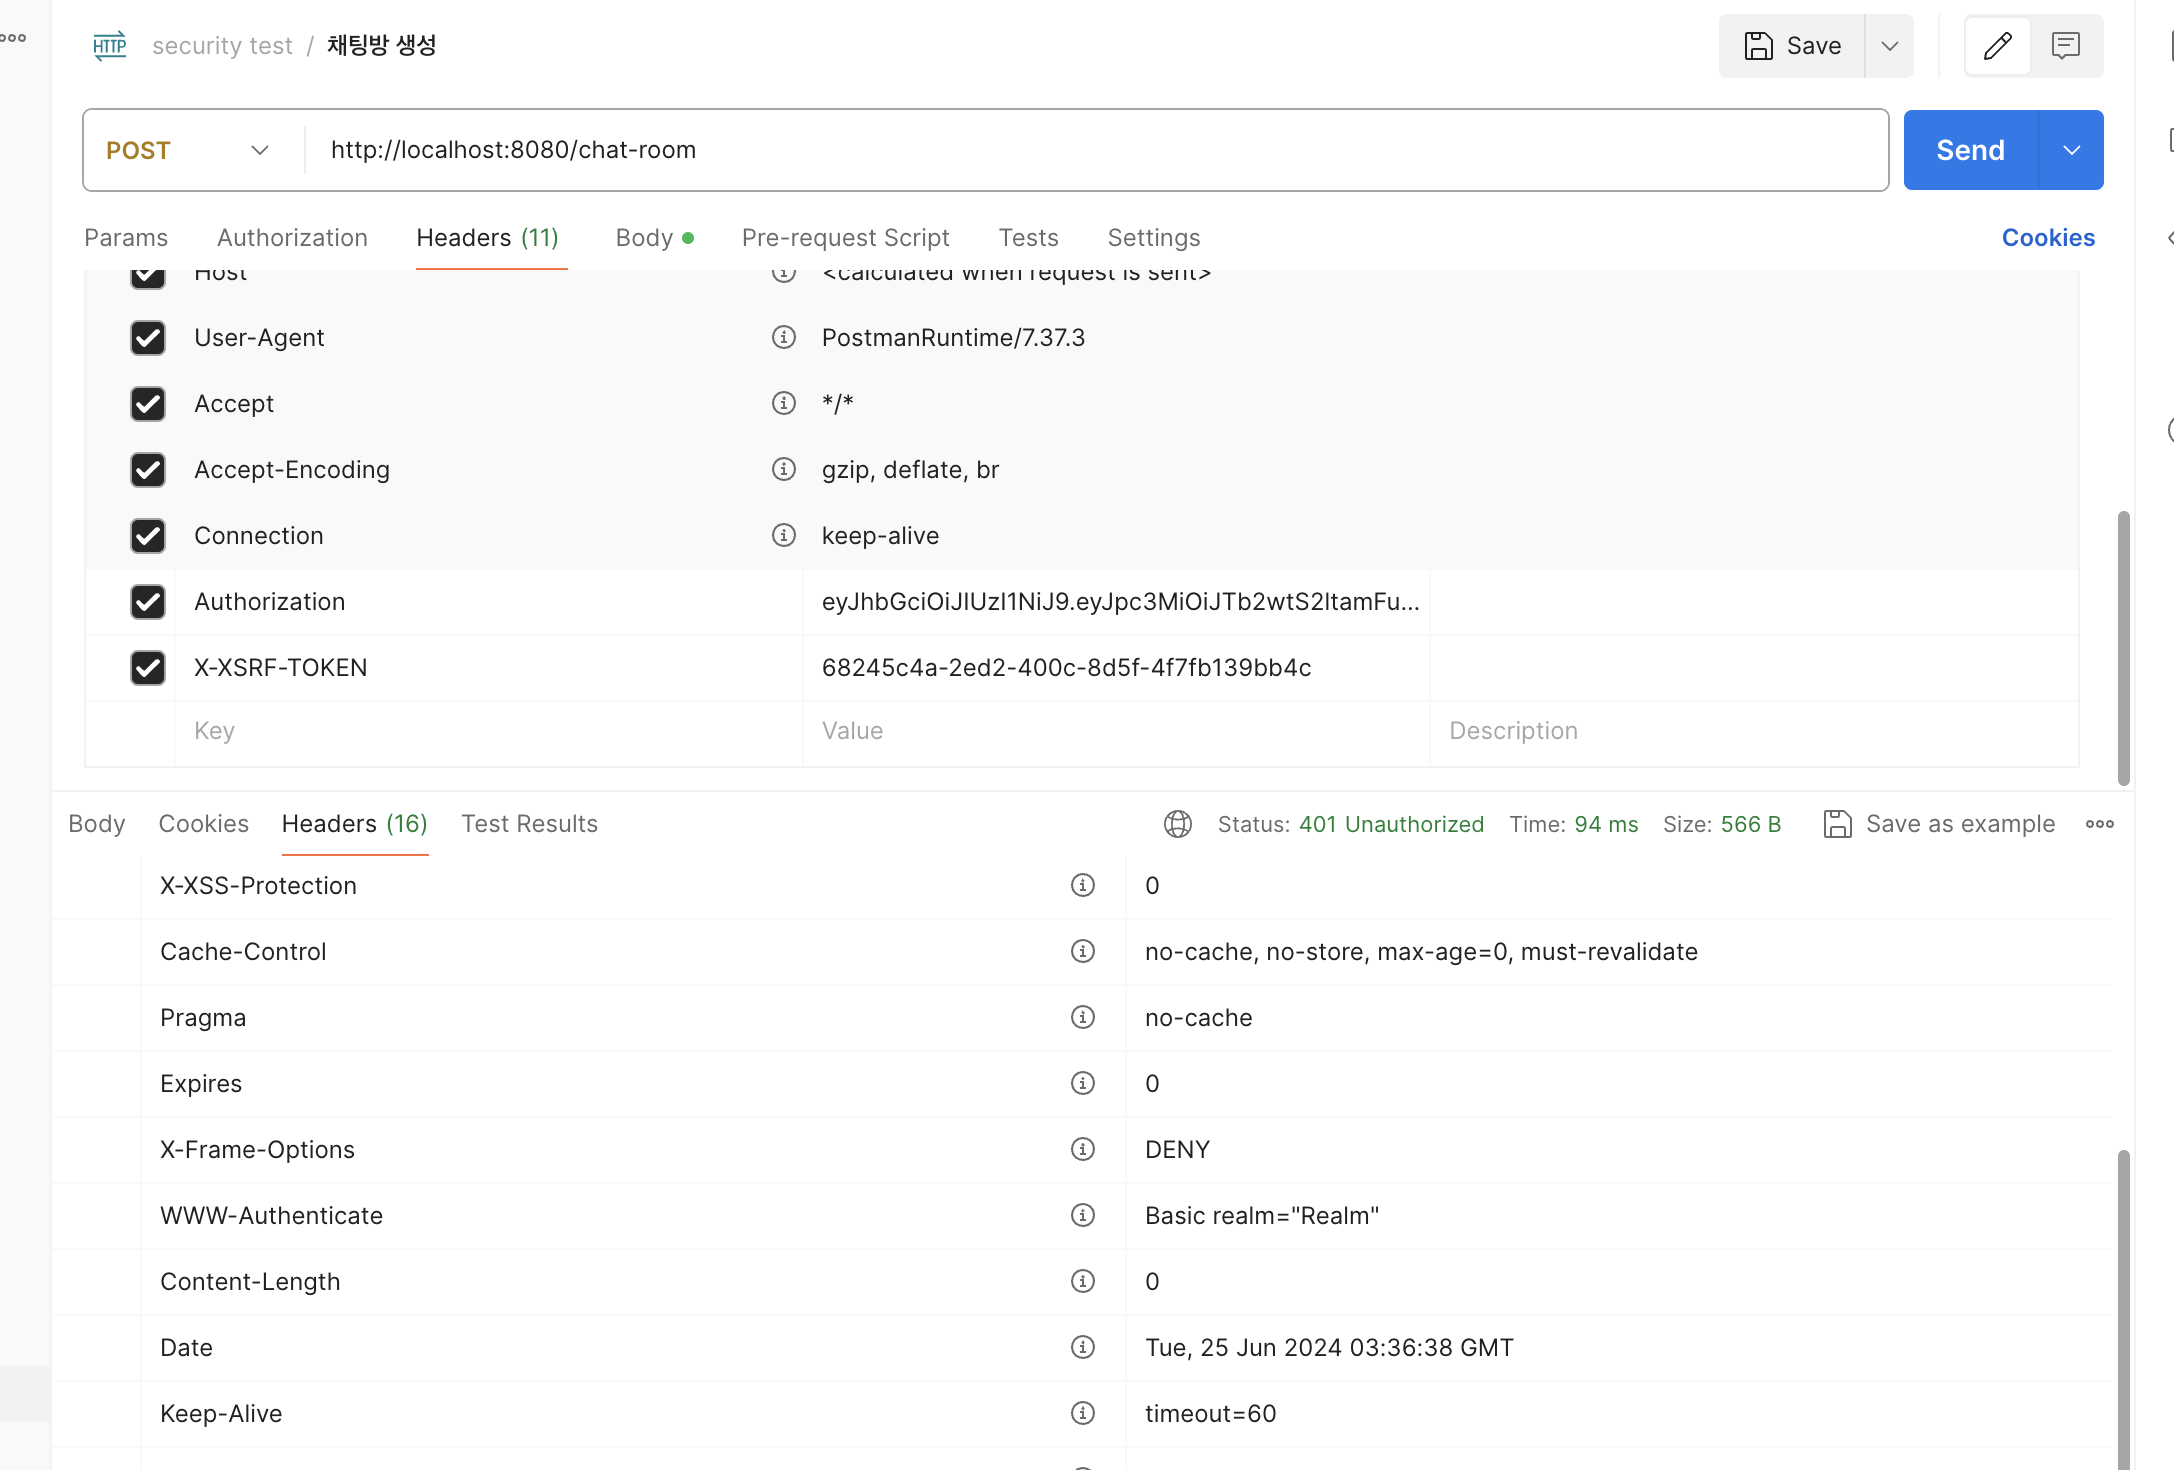 HTTP security test / 채팅방 생성 Save
POST http://localhost:8080/chat-room Send
Params Authorization Headers (11) Body Pre-request Script Tests Settings Cookies
Host <calculated when request is sent>
User-Agent PostmanRuntime/7.37.3
Accept */*
Accept-Encoding gzip, deflate, br
Connection keep-alive
Authorization eyJhbGciOiJIUzI1NiJ9.eyJpc3MiOiJTb2wtS2ltamFu...
X-XSRF-TOKEN 68245c4a-2ed2-400c-8d5f-4f7fb139bb4c
Key Value Description
Body Cookies Headers (16) Test Results Status: 401 Unauthorized Time: 94 ms Size: 566 B Save as example
X-XSS-Protection 0
Cache-Control no-cache, no-store, max-age=0, must-revalidate
Pragma no-cache
Expires 0
X-Frame-Options DENY
WWW-Authenticate Basic realm="Realm"
Content-Length 0
Date Tue, 25 Jun 2024 03:36:38 GMT
Keep-Alive timeout=60